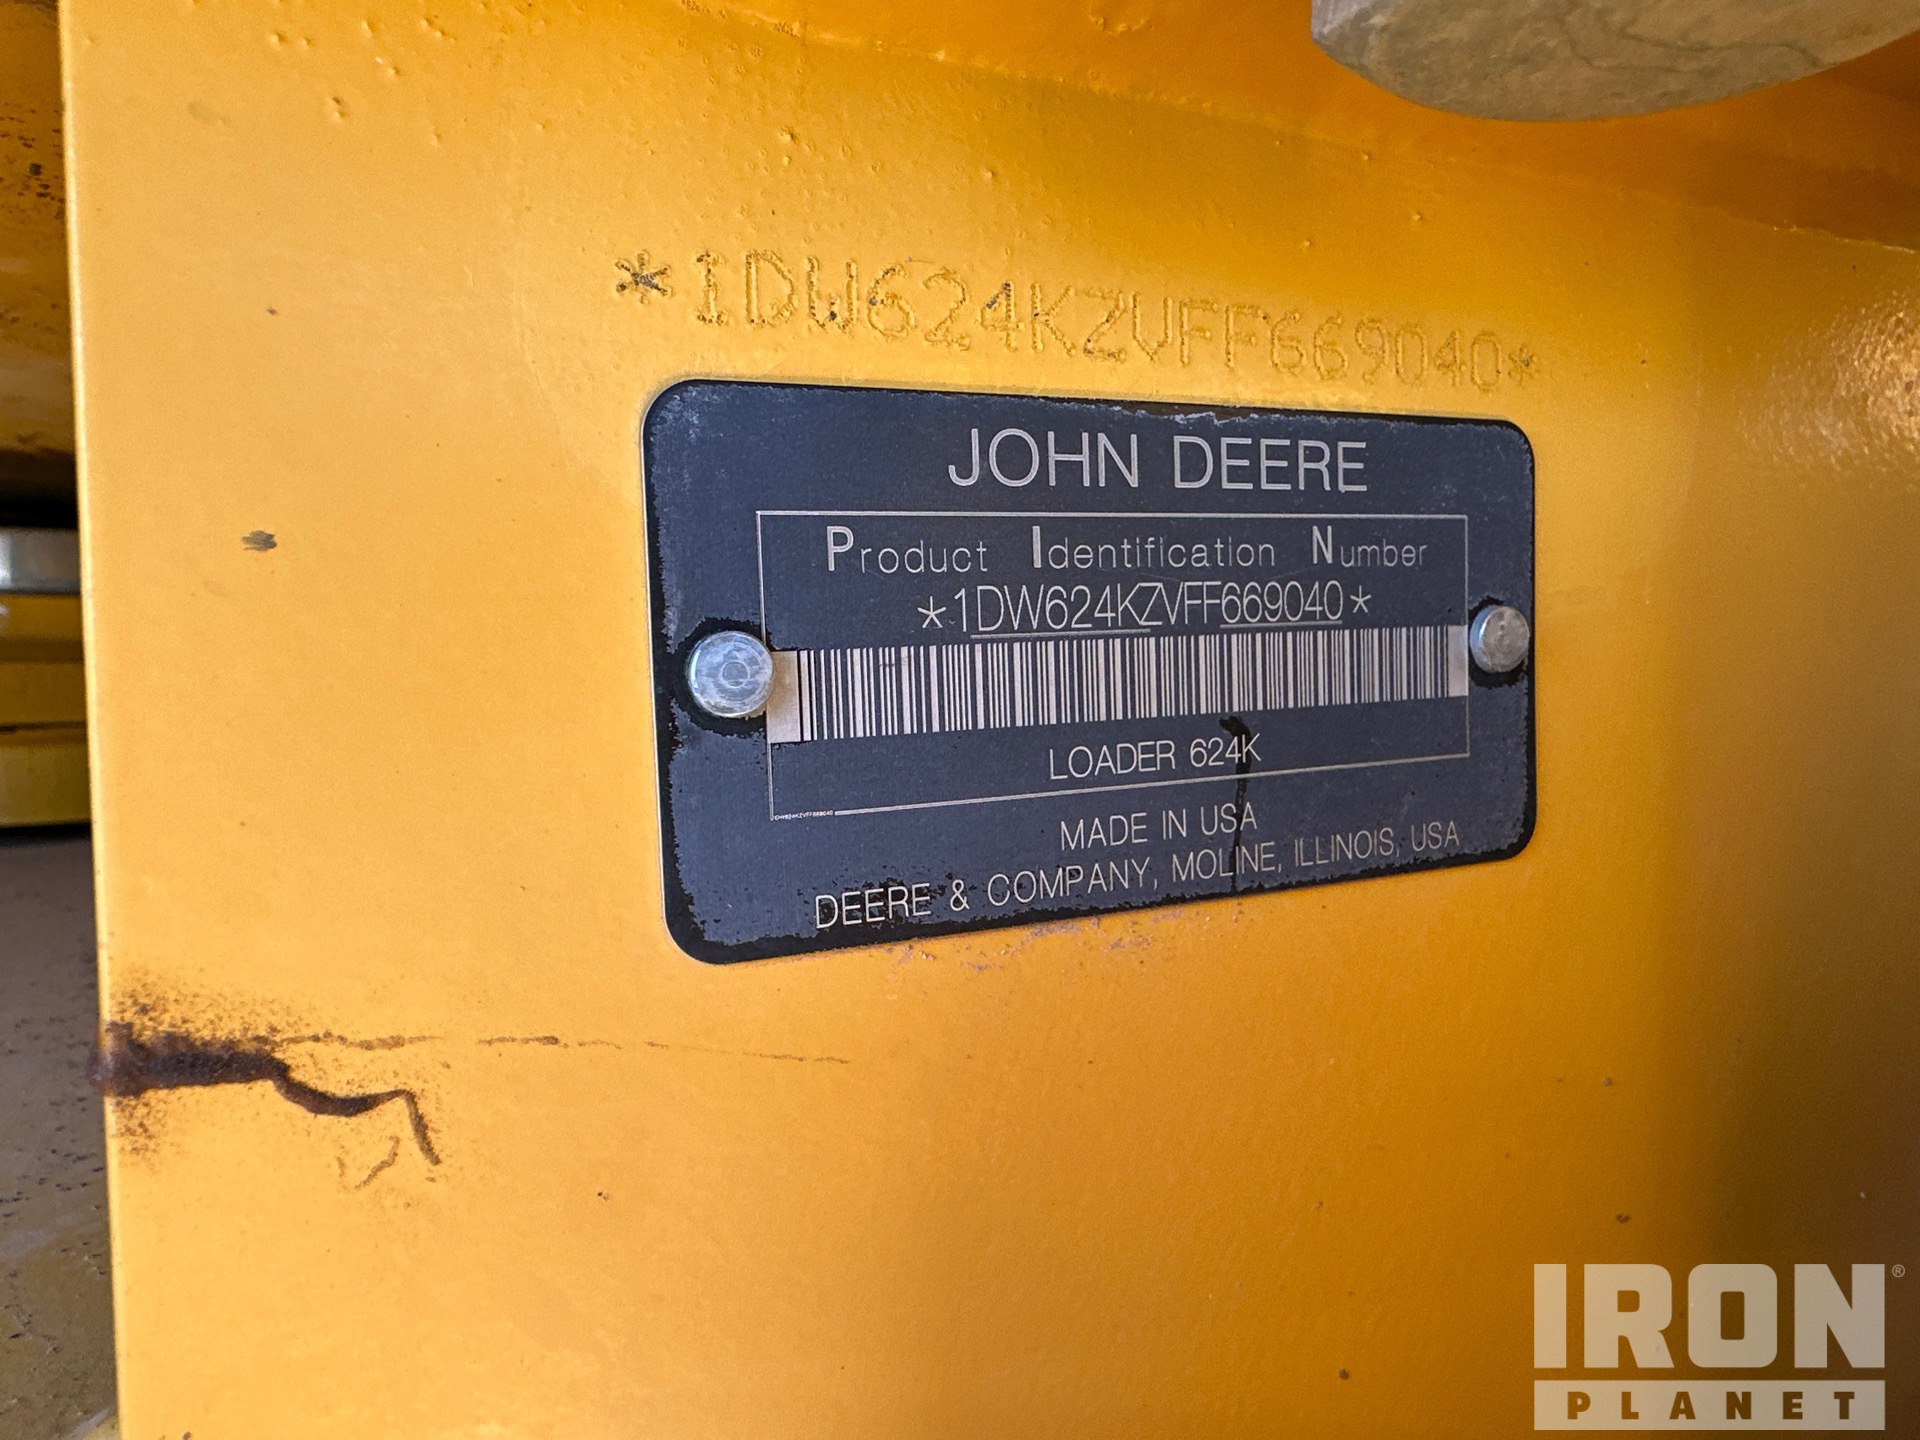 *1DW624KZVFF669040*
JOHN DEERE
Product Identification Number
*1DW624KZVFF669040*
LOADER 624K
1DW624KZVFF669040
MADE IN USA
DEERE & COMPANY, MOLINE, ILLINOIS, USA
IRON®
PLANET